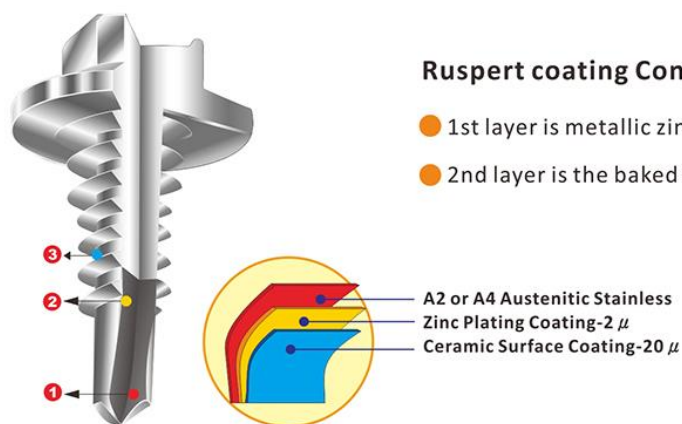 Ruspert coating Con
1st layer is metallic zin
2nd layer is the baked
3
2
1
A2 or A4 Austenitic Stainless
Zinc Plating Coating-2 μ
Ceramic Surface Coating-20 μ